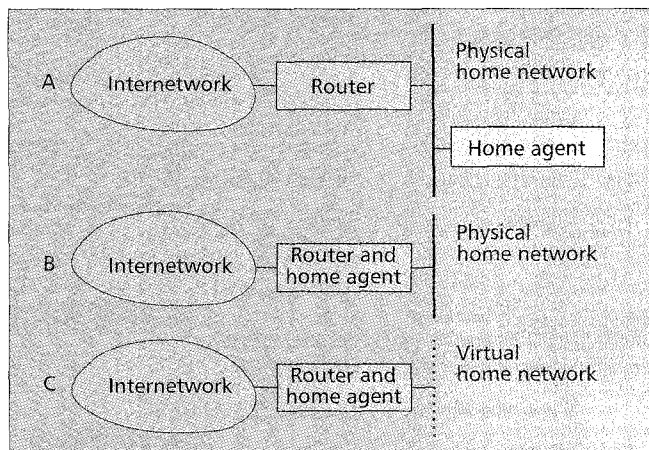 A
Internetwork
Router
Physical
home network
Home agent
B
Internetwork
Router and
home agent
Physical
home network
C
Internetwork
Router and
home agent
Virtual
home network